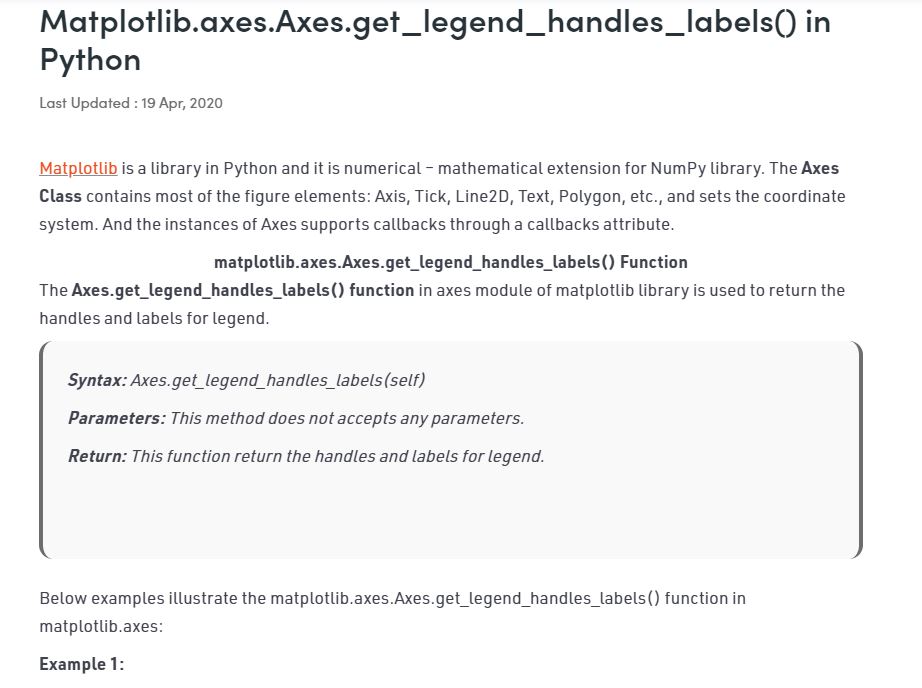 Matplotlib.axes.Axes.get_legend_handles_labels() in
Python
Last Updated : 19 Apr, 2020
Matplotlib is a library in Python and it is numerical – mathematical extension for NumPy library. The Axes
Class contains most of the figure elements: Axis, Tick, Line2D, Text, Polygon, etc., and sets the coordinate
system. And the instances of Axes supports callbacks through a callbacks attribute.
matplotlib.axes.Axes.get_legend_handles_labels() Function
The Axes.get_legend_handles_labels() function in axes module of matplotlib library is used to return the
handles and labels for legend.
Syntax: Axes.get_legend_handles_labels(self)
Parameters: This method does not accepts any parameters.
Return: This function return the handles and labels for legend.
Below examples illustrate the matplotlib.axes.Axes.get_legend_handles_labels() function in
matplotlib.axes:
Example 1: